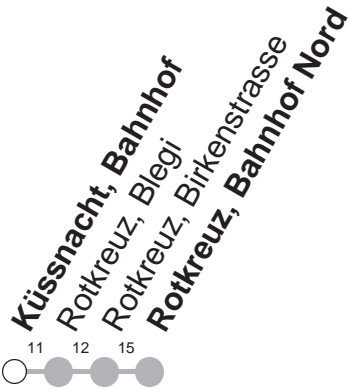 Küssnacht, Bahnhof
Rotkreuz, Blegi
Rotkreuz, Birkenstrasse
Rotkreuz, Bahnhof Nord
11 12 15